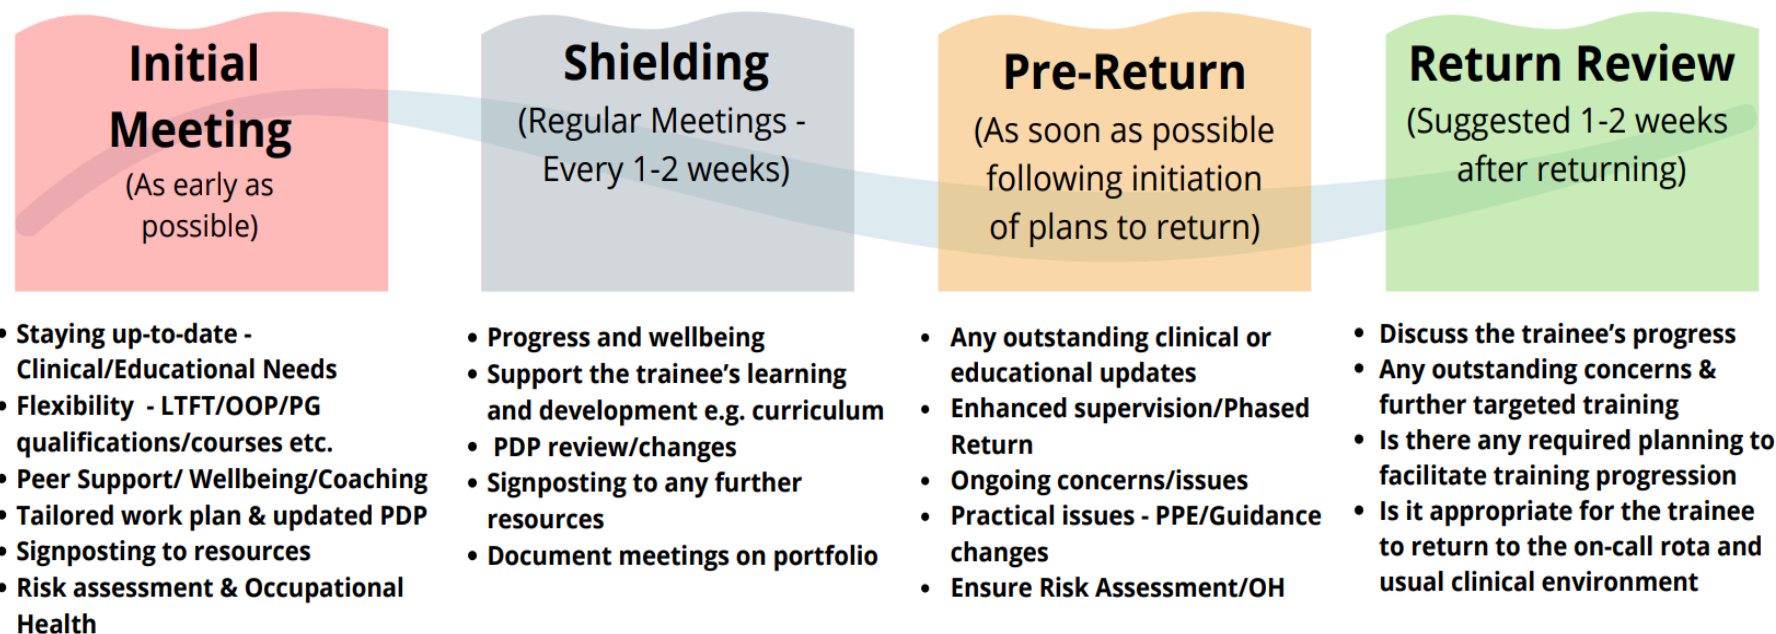 Initial
Meeting
(As early as
possible)
• Staying up-to-date -
Clinical/Educational Needs
• Flexibility - LTFT/OOP/PG
qualifications/courses etc.
• Peer Support/ Wellbeing/Coaching
• Tailored work plan & updated PDP
• Signposting to resources
• Risk assessment & Occupational
Health
Shielding
(Regular Meetings -
Every 1-2 weeks)
• Progress and wellbeing
• Support the trainee's learning
and development e.g. curriculum
• PDP review/changes
• Signposting to any further
resources
• Document meetings on portfolio
Pre-Return
(As soon as possible
following initiation
of plans to return)
• Any outstanding clinical or
educational updates
• Enhanced supervision/Phased
Return
• Ongoing concerns/issues
• Practical issues - PPE/Guidance
changes
• Ensure Risk Assessment/OH
Return Review
(Suggested 1-2 weeks
after returning)
• Discuss the trainee's progress
• Any outstanding concerns &
further targeted training
• Is there any required planning to
facilitate training progression
• Is it appropriate for the trainee
to return to the on-call rota and
usual clinical environment